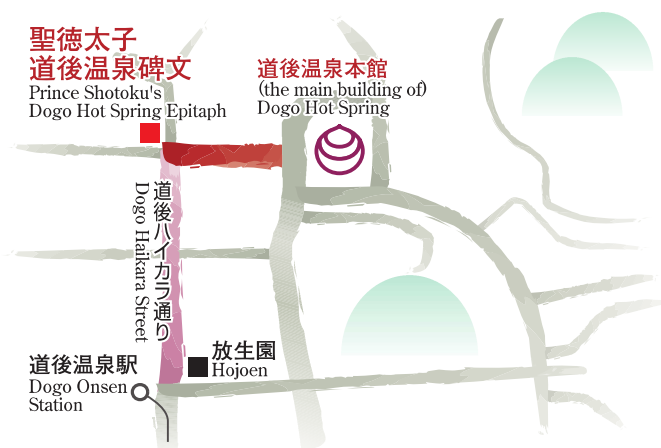 聖徳太子
道後温泉碑文
Prince Shotoku's
Dogo Hot Spring Epitaph
道後温泉本館
(the main building of)
Dogo Hot Spring
道後ハイカラ通り
Dogo Haikara Street
放生園
Hojoen
道後温泉駅
Dogo Onsen
Station